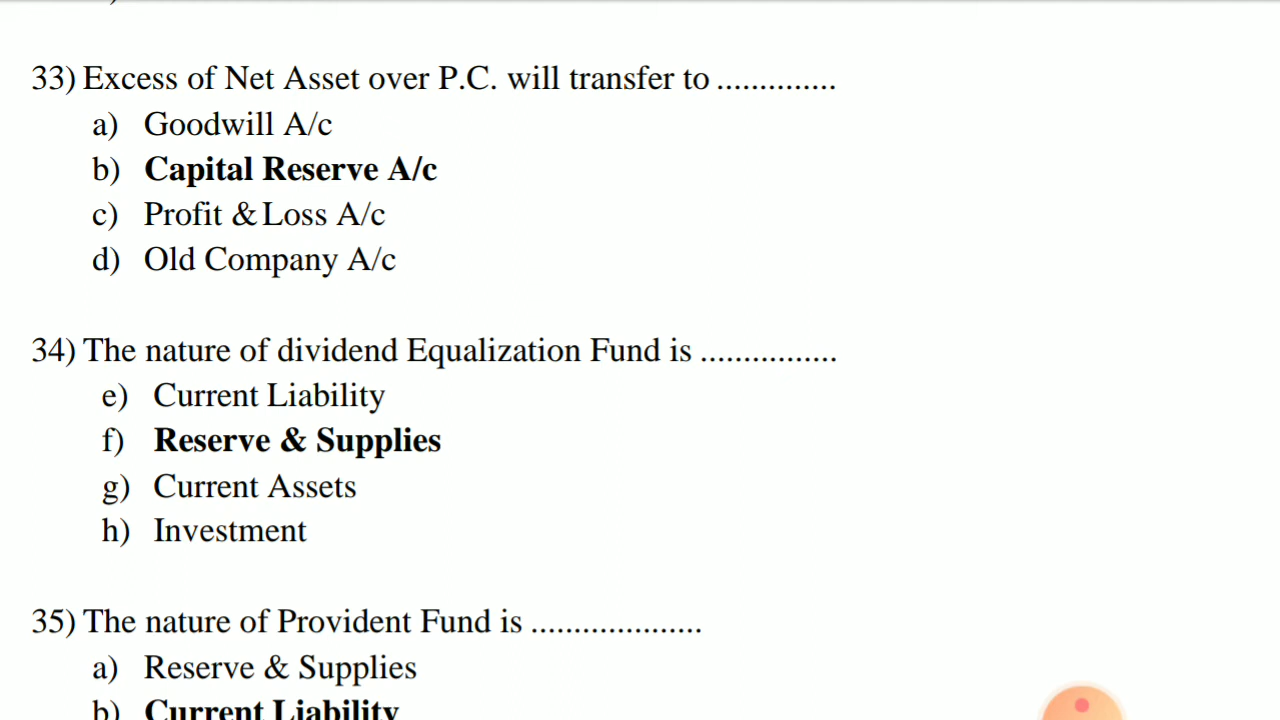 33) Excess of Net Asset over P.C. will transfer to ..............
a) Goodwill A/c
b) Capital Reserve A/c
c) Profit & Loss A/c
d) Old Company A/c
34) The nature of dividend Equalization Fund is ................
e) Current Liability
f) Reserve & Supplies
g) Current Assets
h) Investment
35) The nature of Provident Fund is ....................
a) Reserve & Supplies
b) Current Liability